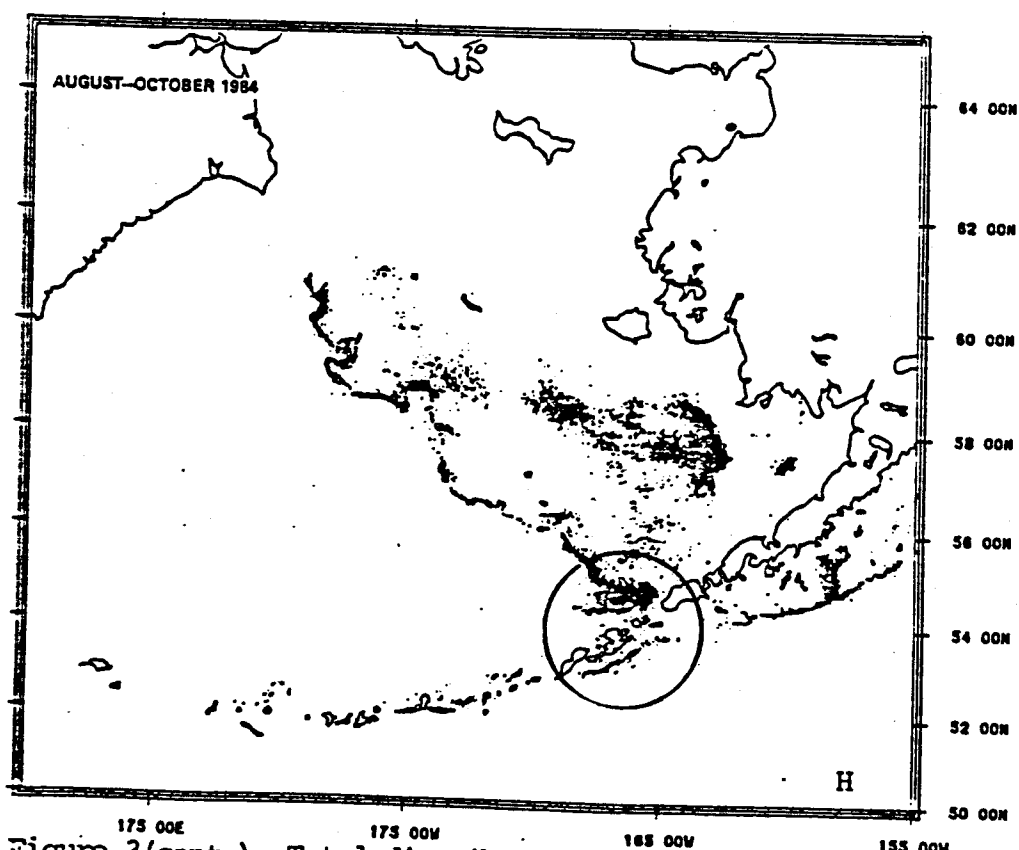 AUGUST–OCTOBER 1984
64 00N
62 00N
60 00N
58 00N
56 00N
54 00N
52 00N
H
50 00N
175 00E
175 00W
165 00W
155 00W
Figure 3(cont.)